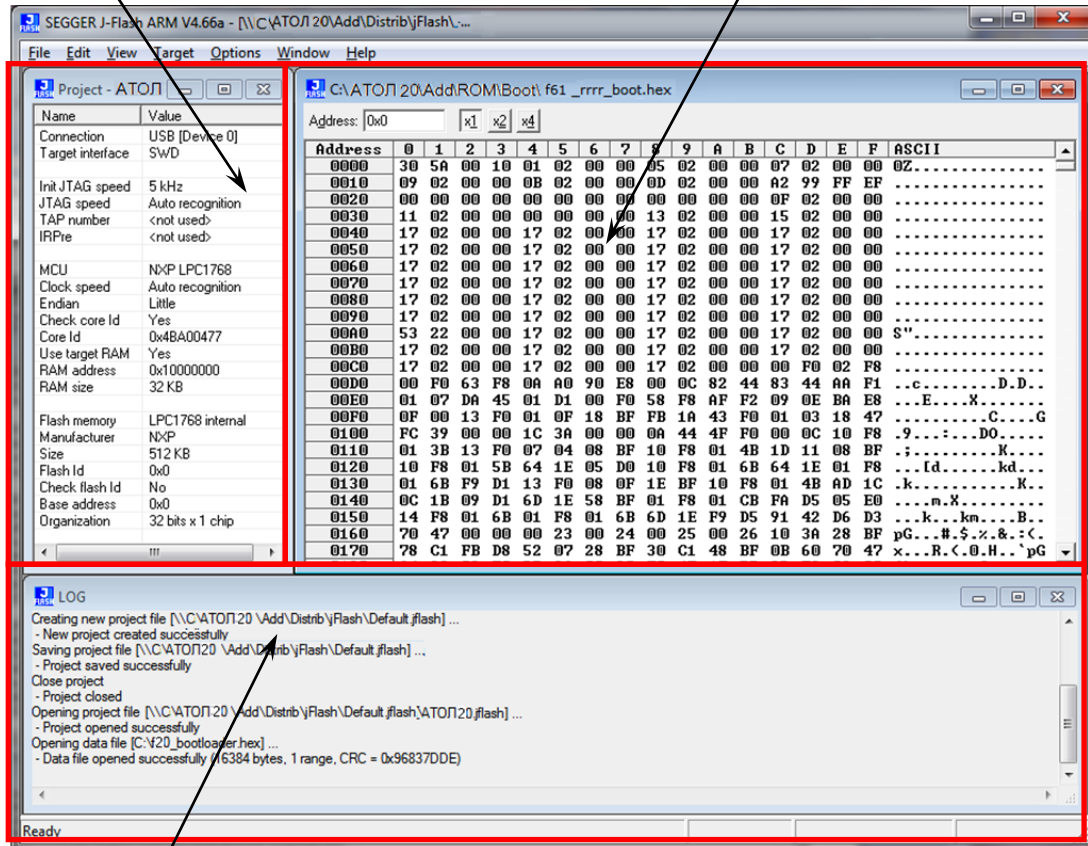 SEGGER J-Flash ARM V4.66a - [\\C\АТОЛ 20\Add\Distrib\jFlash\...
File Edit View Target Options Window Help
Project - АТОЛ
Name Value
Connection USB [Device 0]
Target interface SWD
Init JTAG speed 5 kHz
JTAG speed Auto recognition
TAP number <not used>
IRPre <not used>
MCU NXP LPC1768
Clock speed Auto recognition
Endian Little
Check core Id Yes
Core Id 0x4BA00477
Use target RAM Yes
RAM address 0x10000000
RAM size 32 KB
Flash memory LPC1768 internal
Manufacturer NXP
Size 512 KB
Flash Id 0x0
Check flash Id No
Base address 0x0
Organization 32 bits x 1 chip
C:\АТОЛ 20\Add\ROM\Boot\ f61 _rrrr_boot.hex
Address: 0x0 x1 x2 x4
Address 0 1 2 3 4 5 6 7 8 9 A B C D E F ASCII
0000 30 5A 00 10 01 02 00 00 05 02 00 00 07 02 00 00 0Z..............
0010 09 02 00 00 0B 02 00 00 0D 02 00 00 A2 99 FF EF ................
0020 00 00 00 00 00 00 00 00 00 00 00 00 0F 02 00 00 ................
0030 11 02 00 00 00 00 00 00 13 02 00 00 15 02 00 00 ................
0040 17 02 00 00 17 02 00 00 17 02 00 00 17 02 00 00 ................
0050 17 02 00 00 17 02 00 00 17 02 00 00 17 02 00 00 ................
0060 17 02 00 00 17 02 00 00 17 02 00 00 17 02 00 00 ................
0070 17 02 00 00 17 02 00 00 17 02 00 00 17 02 00 00 ................
0080 17 02 00 00 17 02 00 00 17 02 00 00 17 02 00 00 ................
0090 17 02 00 00 17 02 00 00 17 02 00 00 17 02 00 00 ................
00A0 53 22 00 00 17 02 00 00 17 02 00 00 17 02 00 00 S"..............
00B0 17 02 00 00 17 02 00 00 17 02 00 00 17 02 00 00 ................
00C0 17 02 00 00 17 02 00 00 17 02 00 00 00 F0 02 F8 ................
00D0 00 F0 63 F8 0A A0 90 E8 00 0C 82 44 83 44 AA F1 ..c........D.D..
00E0 01 07 DA 45 01 D1 00 F0 58 F8 AF F2 09 0E BA E8 ...E....X.......
00F0 0F 00 13 F0 01 0F 18 BF FB 1A 43 F0 01 03 18 47 ..........C....G
0100 FC 39 00 00 1C 3A 00 00 0A 44 4F F0 00 0C 10 F8 .9...:...DO.....
0110 01 3B 13 F0 07 04 08 BF 10 F8 01 4B 1D 11 08 BF .;.........K....
0120 10 F8 01 5B 64 1E 05 D0 10 F8 01 6B 64 1E 01 F8 ...[d......kd...
0130 01 6B F9 D1 13 F0 08 0F 1E BF 10 F8 01 4B AD 1C .k...........K..
0140 0C 1B 09 D1 6D 1E 58 BF 01 F8 01 CB FA D5 05 E0 ....m.X.........
0150 14 F8 01 6B 01 F8 01 6B 6D 1E F9 D5 91 42 D6 D3 ...k...km....B..
0160 70 47 00 00 00 23 00 24 00 25 00 26 10 3A 28 BF pG...#.$.%.&.:(.
0170 78 C1 FB D8 52 07 28 BF 30 C1 48 BF 0B 60 70 47 x...R.(.0.H..`pG
LOG
Creating new project file [\\C\АТОЛ 20 \Add\Distrib\jFlash\Default.jflash] ...
- New project created successfully
Saving project file [\\C\АТОЛ20 \Add\Distrib\jFlash\Default.jflash] ...
- Project saved successfully
Close project
- Project closed
Opening project file [\\C\АТОЛ 20 \Add\Distrib\jFlash\Default.jflash\АТОЛ20.jflash] ...
- Project opened successfully
Opening data file [C:\f20_bootloader.hex] ...
- Data file opened successfully (16384 bytes, 1 range, CRC = 0x96837DDE)
Ready